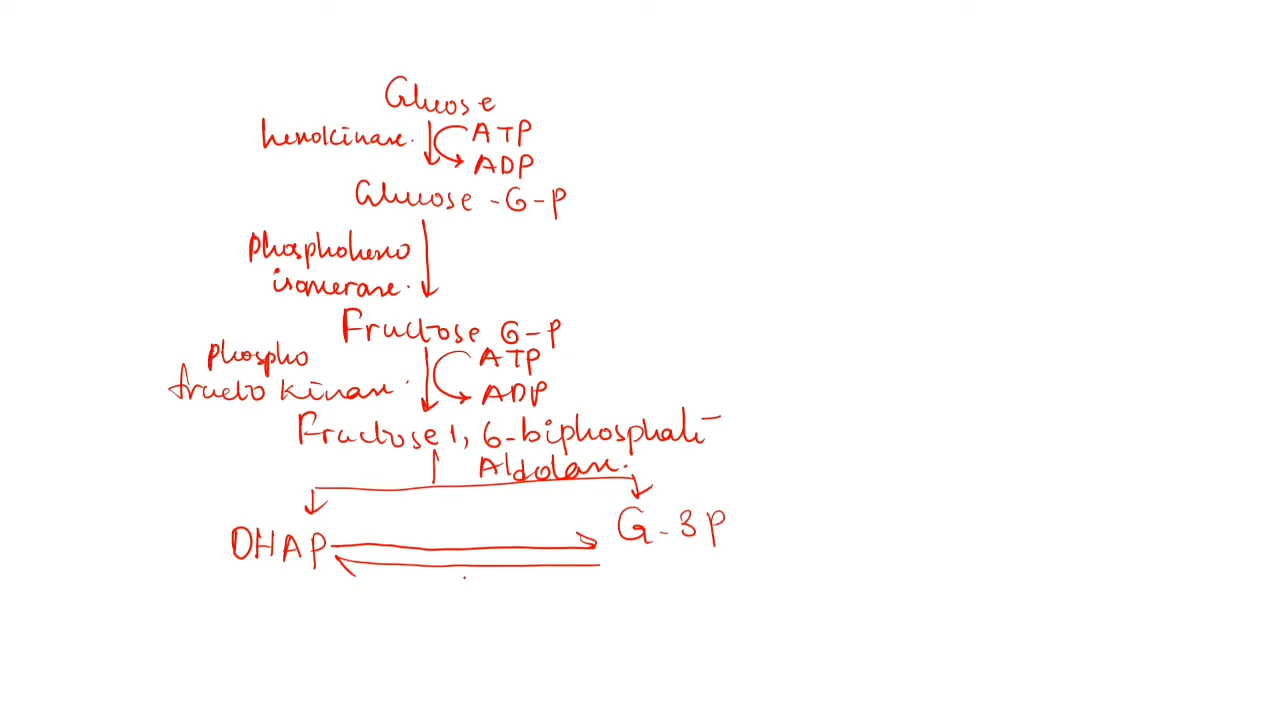 Glucose
hexokinase.
ATP
ADP
Glucose - 6 - P
phosphohexo
isomerase.
Fructose 6 - P
phospho
fructo kinase.
ATP
ADP
Fructose 1, 6 - biphosphate
Aldolase.
DHAP
G - 3 P